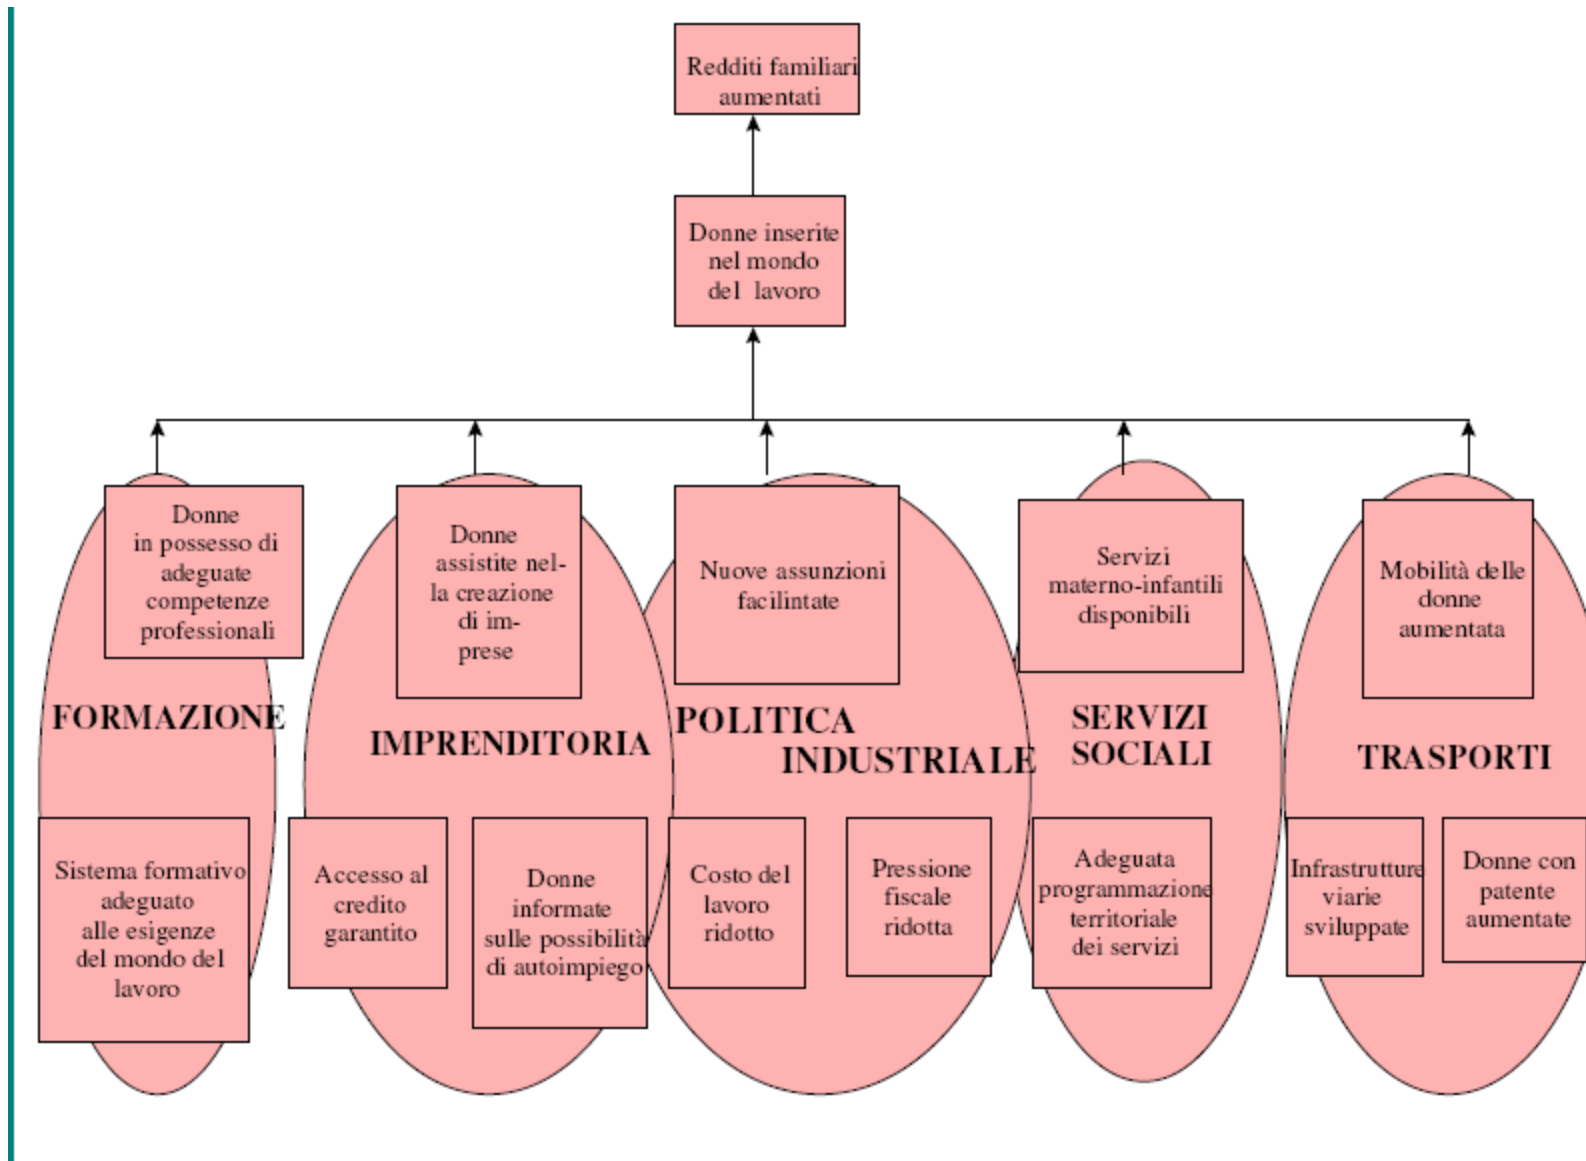 Redditi familiari
aumentati
Donne inserite
nel mondo
del lavoro
Donne
in possesso di
adeguate
competenze
professionali
Donne
assistite nel-
la creazione
di im-
prese
Nuove assunzioni
facilintate
Servizi
materno-infantili
disponibili
Mobilità delle
donne
aumentata
FORMAZIONE
IMPRENDITORIA
POLITICA
INDUSTRIALE
SERVIZI
SOCIALI
TRASPORTI
Sistema formativo
adeguato
alle esigenze
del mondo del
lavoro
Accesso al
credito
garantito
Donne
informate
sulle possibilità
di autoimpiego
Costo del
lavoro
ridotto
Pressione
fiscale
ridotta
Adeguata
programmazione
territoriale
dei servizi
Infrastrutture
viarie
sviluppate
Donne con
patente
aumentate